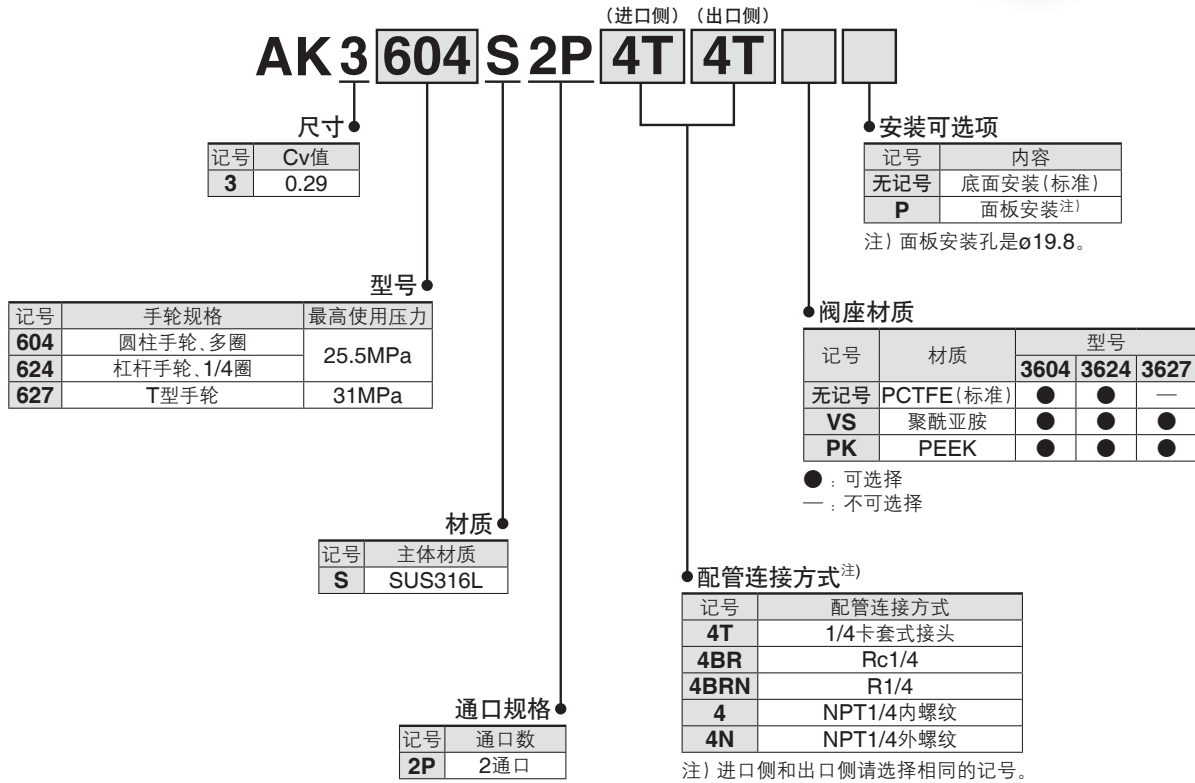 (进口侧) (出口侧)
AK 3 604 S 2P 4T 4T
尺寸
记号 Cv值
3 0.29
型号
记号 手轮规格 最高使用压力
604 圆柱手轮、多圈 25.5MPa
624 杠杆手轮、1/4圈
627 T型手轮 31MPa
材质
记号 主体材质
S SUS316L
通口规格
记号 通口数
2P 2通口
安装可选项
记号 内容
无记号 底面安装(标准)
P 面板安装注)
注) 面板安装孔是ø19.8。
阀座材质
记号 材质 型号
3604 3624 3627
无记号 PCTFE(标准) ● ● —
VS 聚酰亚胺 ● ● ●
PK PEEK ● ● ●
● : 可选择
— : 不可选择
配管连接方式注)
记号 配管连接方式
4T 1/4卡套式接头
4BR Rc1/4
4BRN R1/4
4 NPT1/4内螺纹
4N NPT1/4外螺纹
注) 进口侧和出口侧请选择相同的记号。